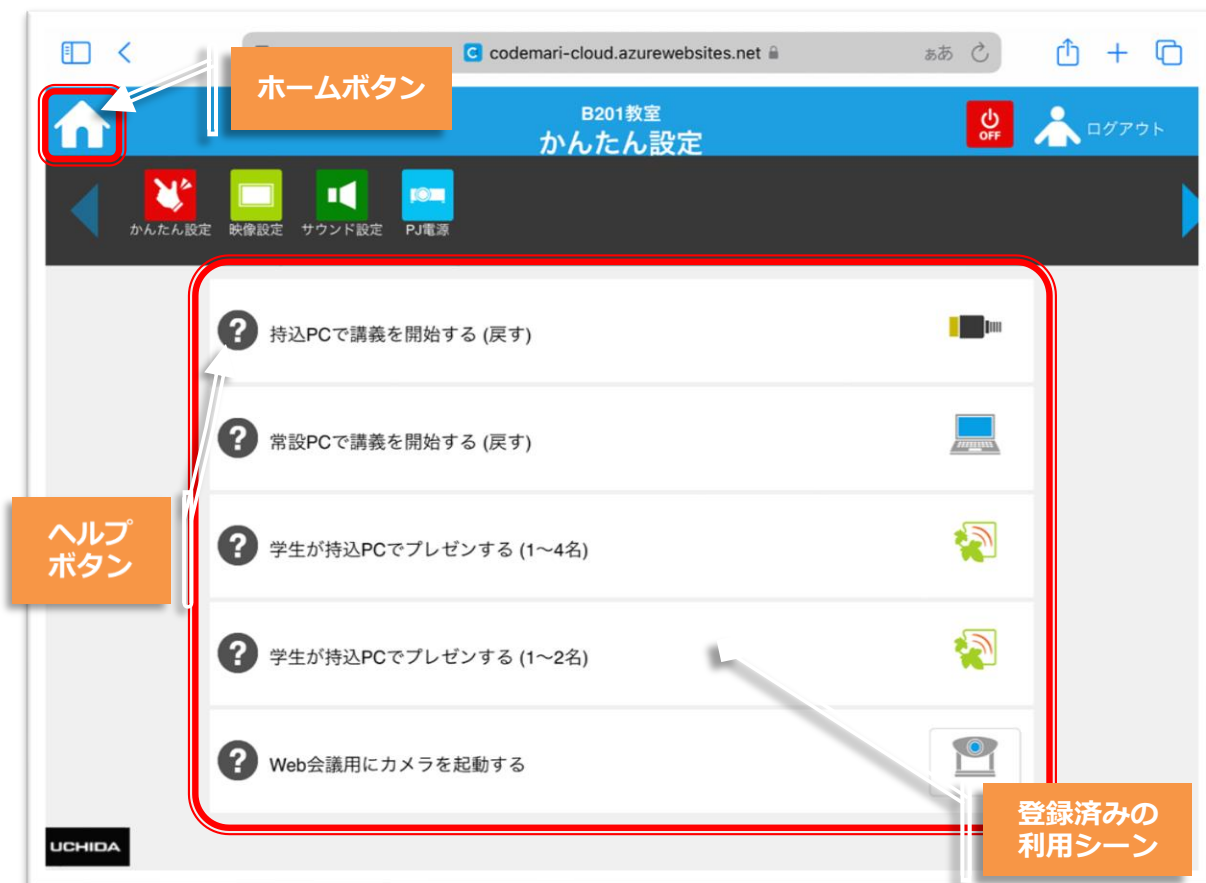 codemari-cloud.azurewebsites.net
ああ
ホームボタン
B201教室
かんたん設定
OFF
ログアウト
かんたん設定
映像設定
サウンド設定
PJ電源
? 持込PCで講義を開始する (戻す)
? 常設PCで講義を開始する (戻す)
ヘルプ
ボタン
? 学生が持込PCでプレゼンする (1〜4名)
? 学生が持込PCでプレゼンする (1〜2名)
? Web会議用にカメラを起動する
登録済みの
利用シーン
UCHIDA